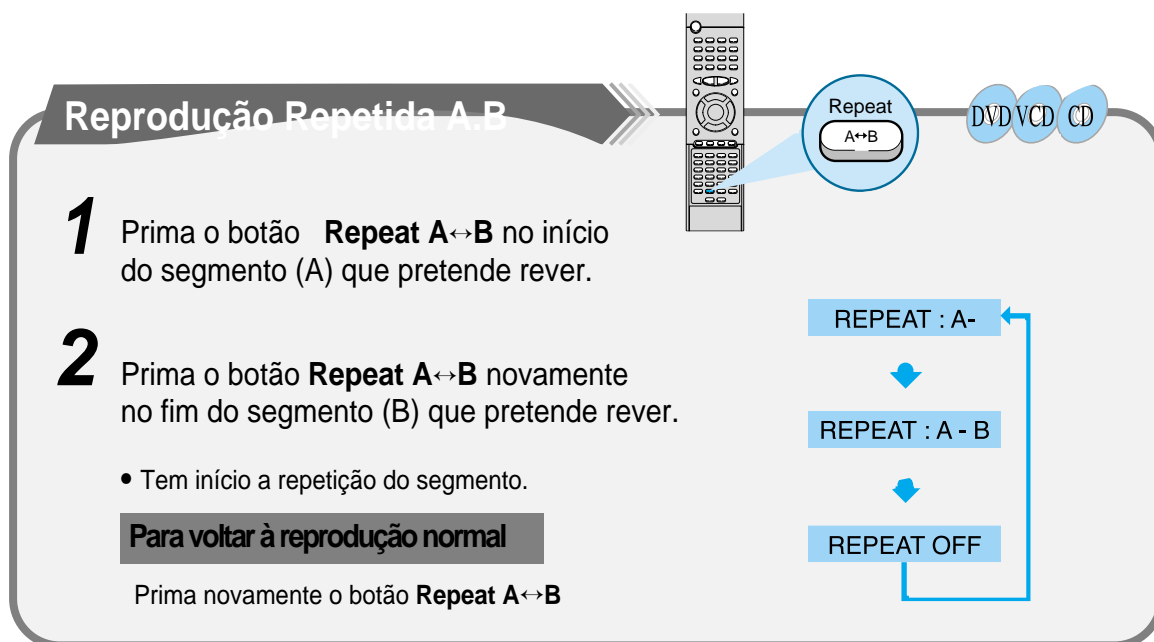 Reprodução Repetida A.B
Repeat
A↔B
DVD VCD CD
1 Prima o botão Repeat A↔B no início
do segmento (A) que pretende rever.
2 Prima o botão Repeat A↔B novamente
no fim do segmento (B) que pretende rever.
• Tem início a repetição do segmento.
Para voltar à reprodução normal
Prima novamente o botão Repeat A↔B
REPEAT : A-
REPEAT : A - B
REPEAT OFF